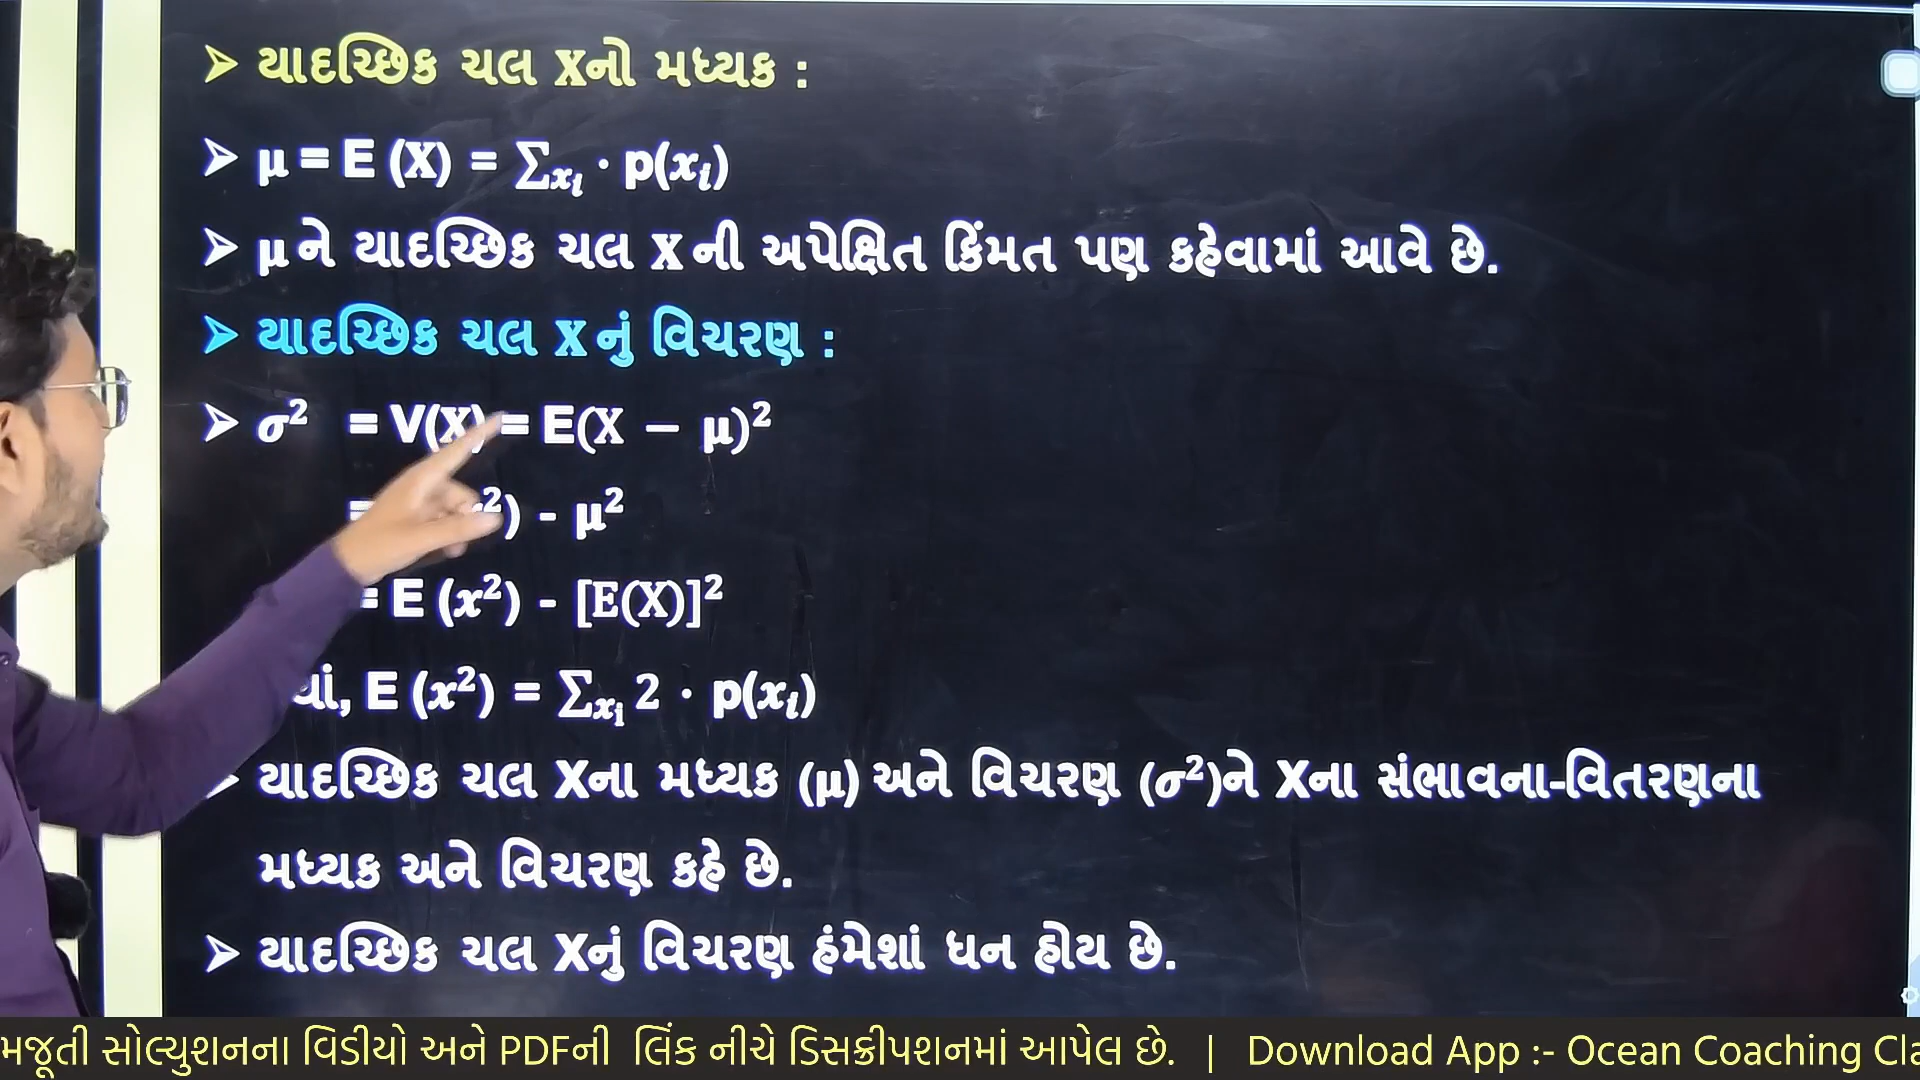 ➤ યાદચ્છિક ચલ Xનો મધ્યક :
➤ μ = E (X) = ∑xᵢ · p(xᵢ)
➤ μ ને યાદચ્છિક ચલ X ની અપેક્ષિત કિંમત પણ કહેવામાં આવે છે.
➤ યાદચ્છિક ચલ X નું વિચરણ :
➤ σ² = V(X) = E(X − μ)²
²) - μ²
= E (x²) - [E(X)]²
E (x²) = ∑xᵢ 2 · p(xᵢ)
યાદચ્છિક ચલ Xના મધ્યક (μ) અને વિચરણ (σ²)ને Xના સંભાવના-વિતરણના
મધ્યક અને વિચરણ કહે છે.
➤ યાદચ્છિક ચલ Xનું વિચરણ હંમેશાં ધન હોય છે.
મજૂતી સોલ્યુશનના વિડીયો અને PDFની લિંક નીચે ડિસક્રીપશનમાં આપેલ છે. | Download App :- Ocean Coaching Cla